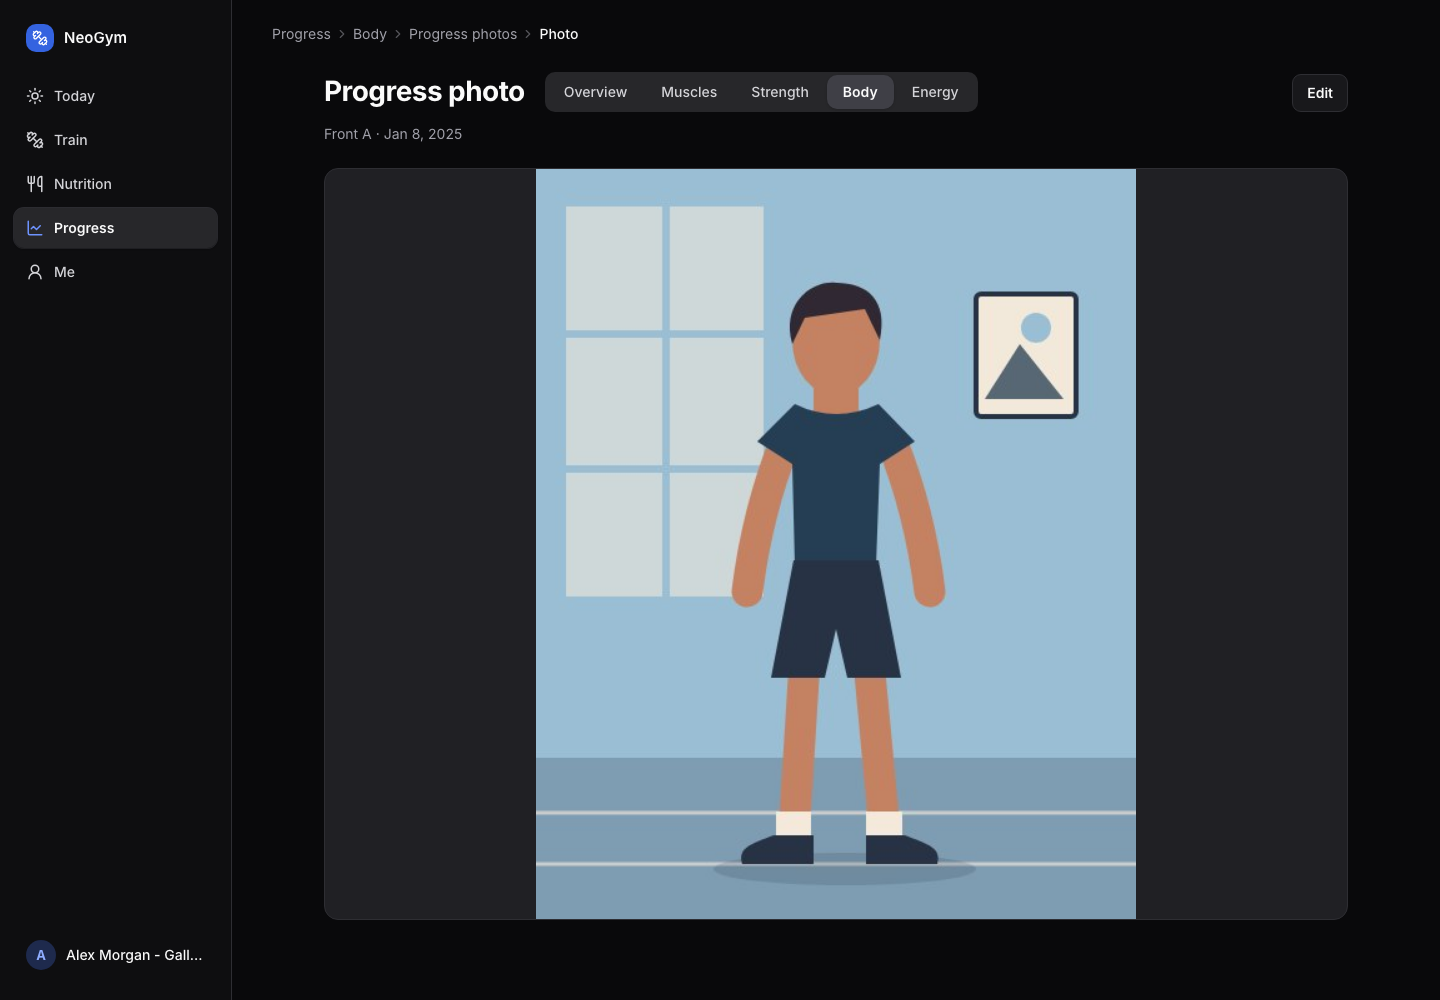 NeoGym
Today
Train
Nutrition
Progress
Me
Alex Morgan - Gall...
A
Progress > Body > Progress photos > Photo
Progress photo
Overview Muscles Strength Body Energy
Edit
Front A · Jan 8, 2025